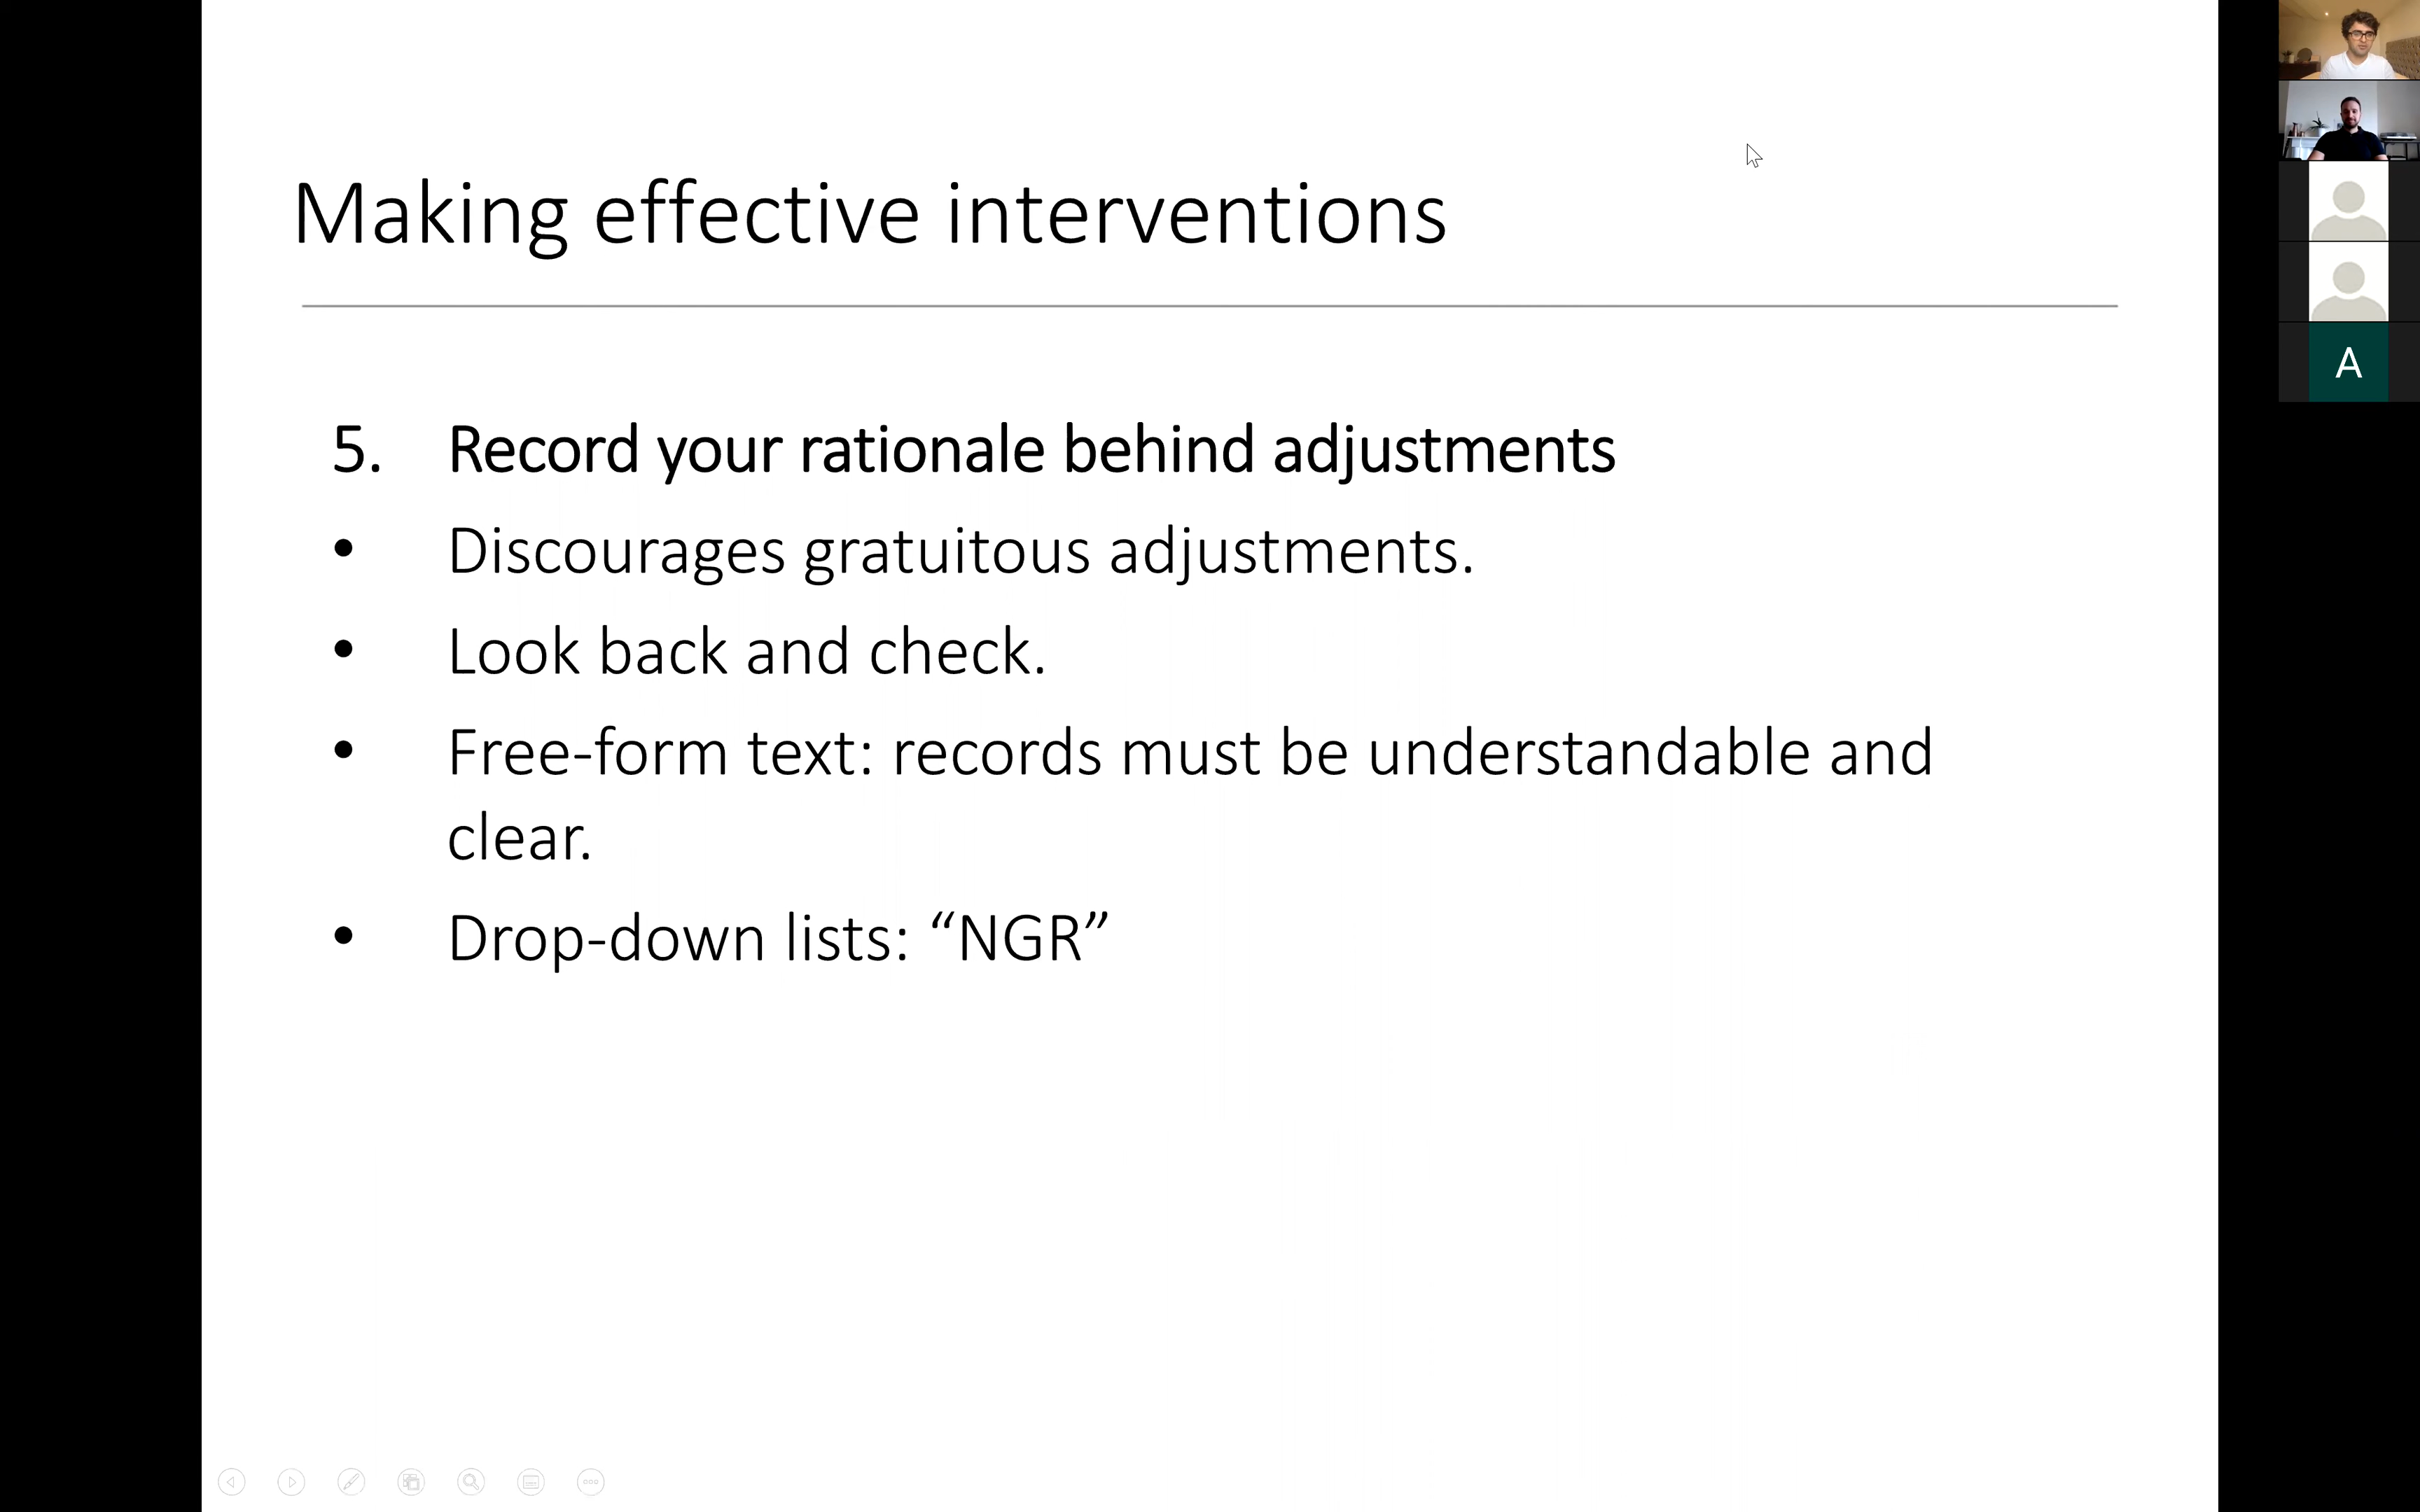 Making effective interventions
5. Record your rationale behind adjustments
• Discourages gratuitous adjustments.
• Look back and check.
• Free-form text: records must be understandable and
clear.
• Drop-down lists: “NGR”
A